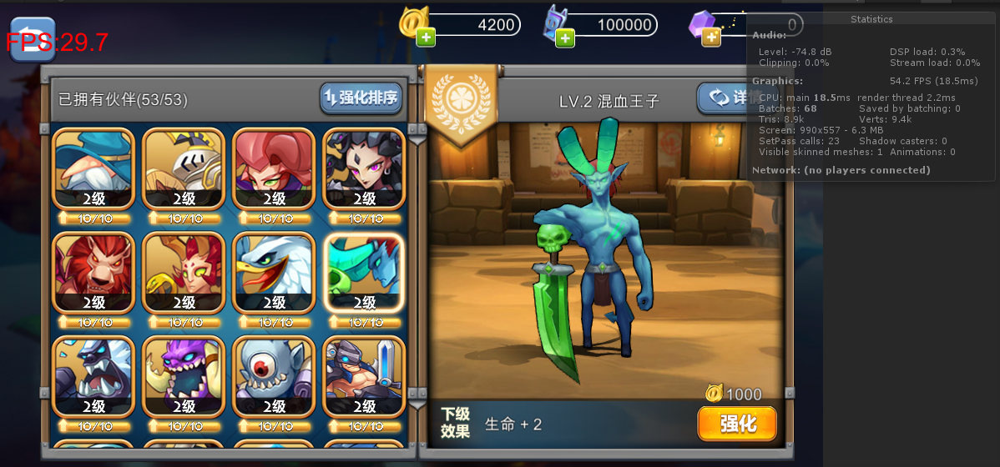 FPS:29.7
4200
100000
0
Statistics
Audio:
Level: -74.8 dB DSP load: 0.3%
Clipping: 0.0% Stream load: 0.0%
Graphics: 54.2 FPS (18.5ms)
CPU: main 18.5ms render thread 2.2ms
Batches: 68 Saved by batching: 0
Tris: 8.9k Verts: 9.4k
Screen: 990x557 - 6.3 MB
SetPass calls: 23 Shadow casters: 0
Visible skinned meshes: 1 Animations: 0
Network: (no players connected)
已拥有伙伴(53/53)
强化排序
2级 2级 2级 2级
10/10 10/10 10/10 10/10
2级 2级 2级 2级
10/10 10/10 10/10 10/10
2级 2级 2级 2级
10/10 10/10 10/10 10/10
LV.2 混血王子
详情
1000
下级
效果
生命 + 2
强化